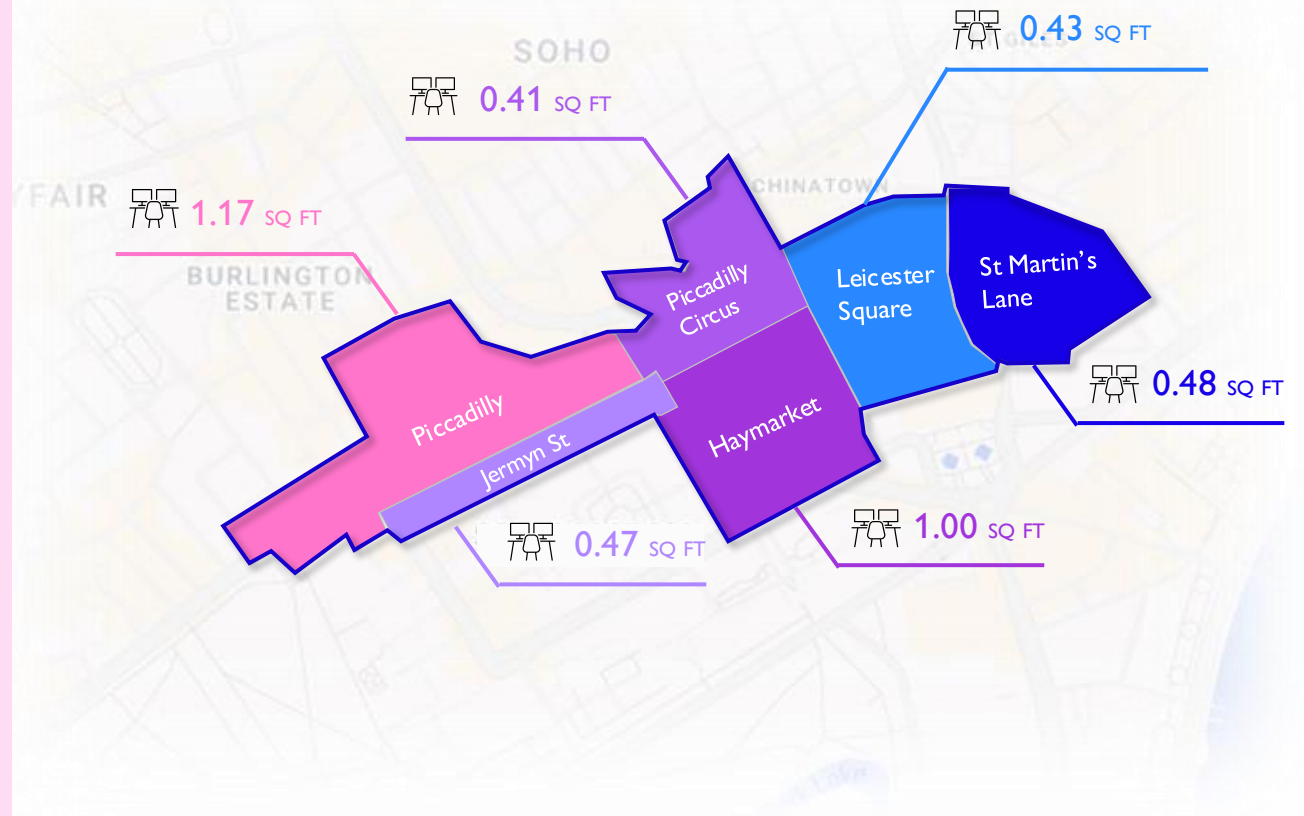 0.43 SQ FT
SOHO
0.41 SQ FT
CHINATOWN
1.17 SQ FT
BURLINGTON
ESTATE
Piccadilly
Circus
Leicester
Square
St Martin's
Lane
0.48 SQ FT
Piccadilly
Haymarket
Jermyn St
0.47 SQ FT
1.00 SQ FT